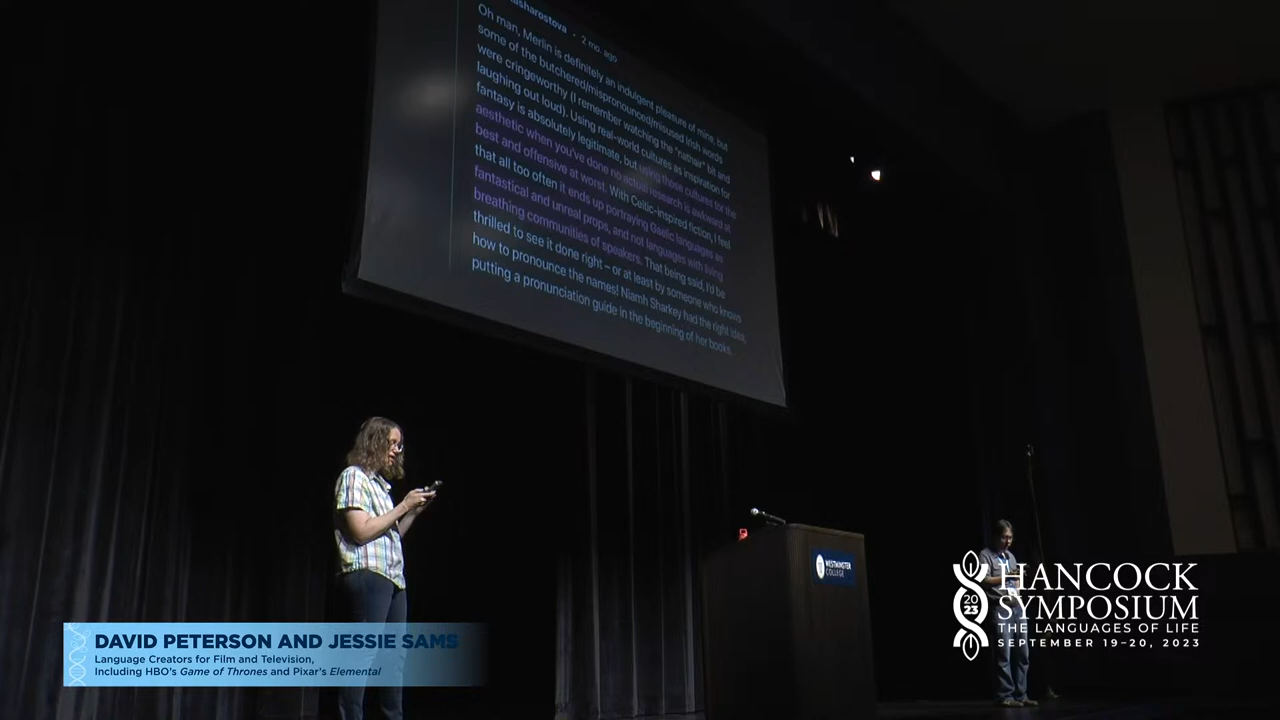 asharostova • 2 mo. ago
Oh man, Merlin is definitely an indulgent pleasure of mine, but
some of the butchered/mispronounced/misused Irish words
were cringeworthy (I remember watching the "nathair" bit and
laughing out loud). Using real-world cultures as inspiration for
fantasy is absolutely legitimate, but using those cultures for the
aesthetic when you've done no actual research is awkward at
best and offensive at worst. With Celtic-inspired fiction, I feel
that all too often it ends up portraying Gaelic languages as
fantastical and unreal props, and not languages with living
breathing communities of speakers. That being said, I'd be
thrilled to see it done right – or at least by someone who knows
how to pronounce the names! Niamh Sharkey had the right idea,
putting a pronunciation guide in the beginning of her books.
WESTMINSTER
COLLEGE
DAVID PETERSON AND JESSIE SAMS
Language Creators for Film and Television,
Including HBO's Game of Thrones and Pixar's Elemental
2023
HANCOCK
SYMPOSIUM
THE LANGUAGES OF LIFE
SEPTEMBER 19-20, 2023